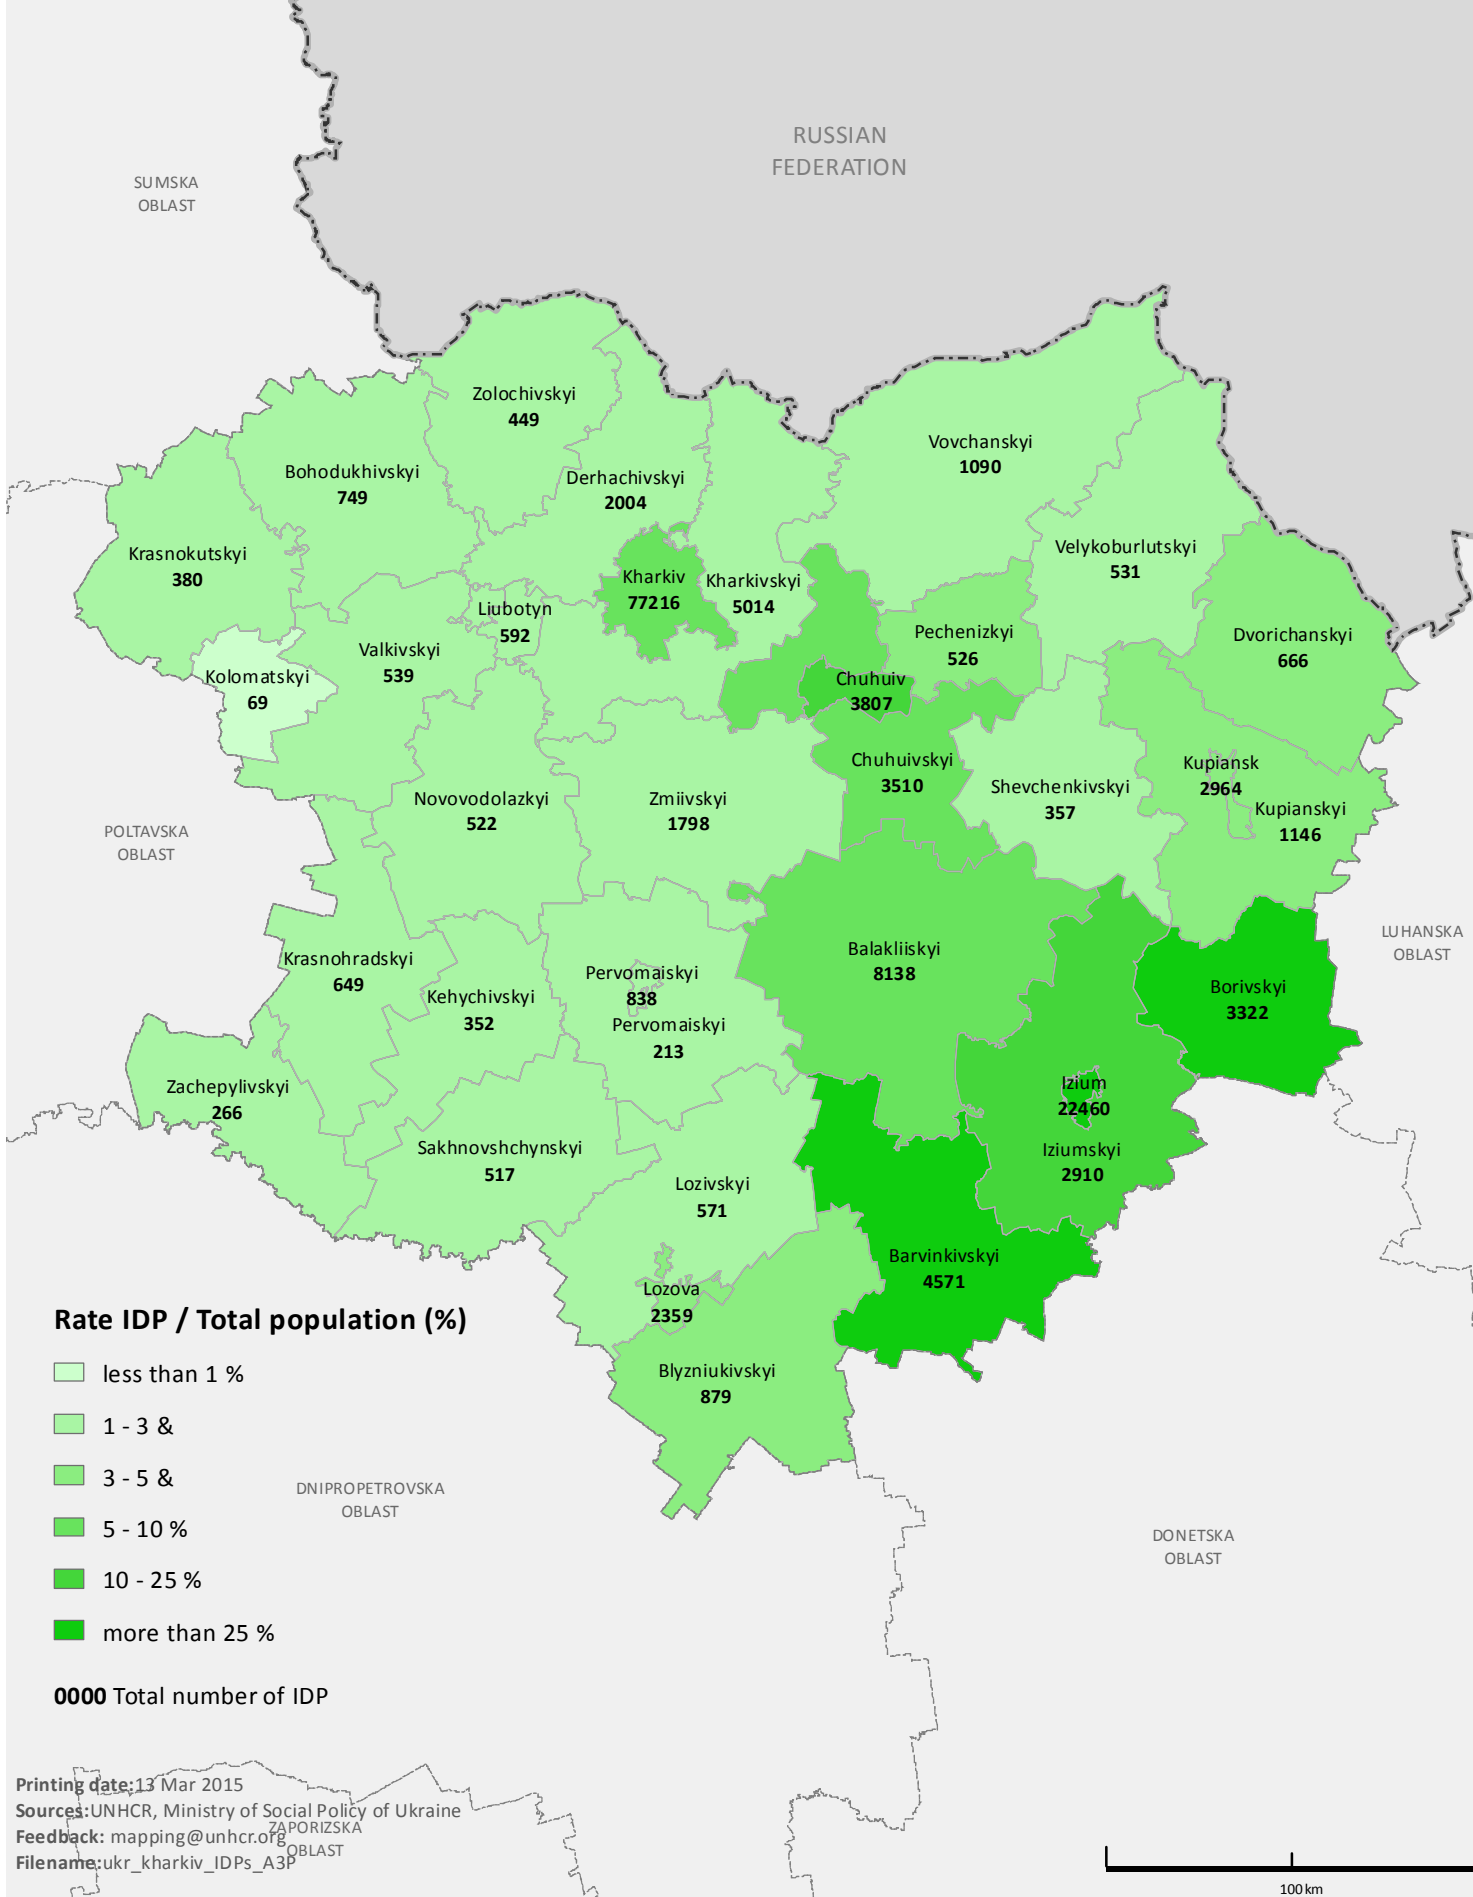 RUSSIAN
FEDERATION
SUMSKA
OBLAST
Zolochivskyi
449
Vovchanskyi
1090
Bohodukhivskyi
749
Derhachivskyi
2004
Krasnokutskyi
380
Velykoburlutskyi
531
Kharkiv
77216
Kharkivskyi
5014
Liubotyn
592
Pechenizkyi
526
Dvorichanskyi
666
Valkivskyi
539
Kolomatskyi
69
Chuhuiv
3807
Chuhuivskyi
3510
Kupiansk
2964
Shevchenkivskyi
357
Novovodolazkyi
522
Zmiivskyi
1798
Kupianskyi
1146
POLTAVSKA
OBLAST
LUHANSKA
OBLAST
Balakliiskyi
8138
Krasnohradskyi
649
Pervomaiskyi
838
Borivskyi
3322
Kehychivskyi
352
Pervomaiskyi
213
Zachepylivskyi
266
Izium
22460
Sakhnovshchynskyi
517
Iziumskyi
2910
Lozivskyi
571
Barvinkivskyi
4571
Lozova
2359
Blyzniukivskyi
879
Rate IDP / Total population (%)
less than 1 %
1 - 3 &
3 - 5 &
5 - 10 %
10 - 25 %
more than 25 %
0000 Total number of IDP
DNIPROPETROVSKA
OBLAST
DONETSKA
OBLAST
Printing date:13 Mar 2015
Sources:UNHCR, Ministry of Social Policy of Ukraine
Feedback: mapping@unhcr.org
Filename:ukr_kharkiv_IDPs_A3P
ZAPORIZSKA
OBLAST
100 km